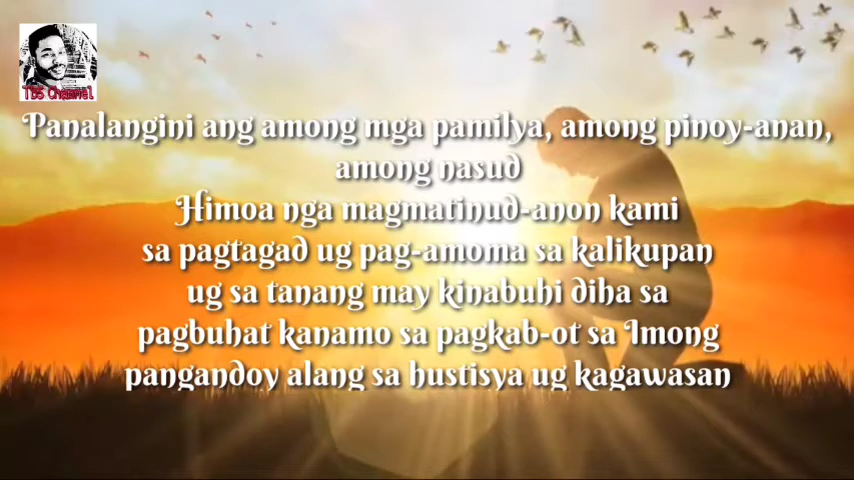 TBS Channel
Panalangini ang among mga pamilya, among pinoy-anan,
among nasud
Himoa nga magmatinud-anon kami
sa pagtagad ug pag-amoma sa kalikupan
ug sa tanang may kinabuhi diha sa
pagbuhat kanamo sa pagkab-ot sa Imong
pangandoy alang sa hustisya ug kagawasan